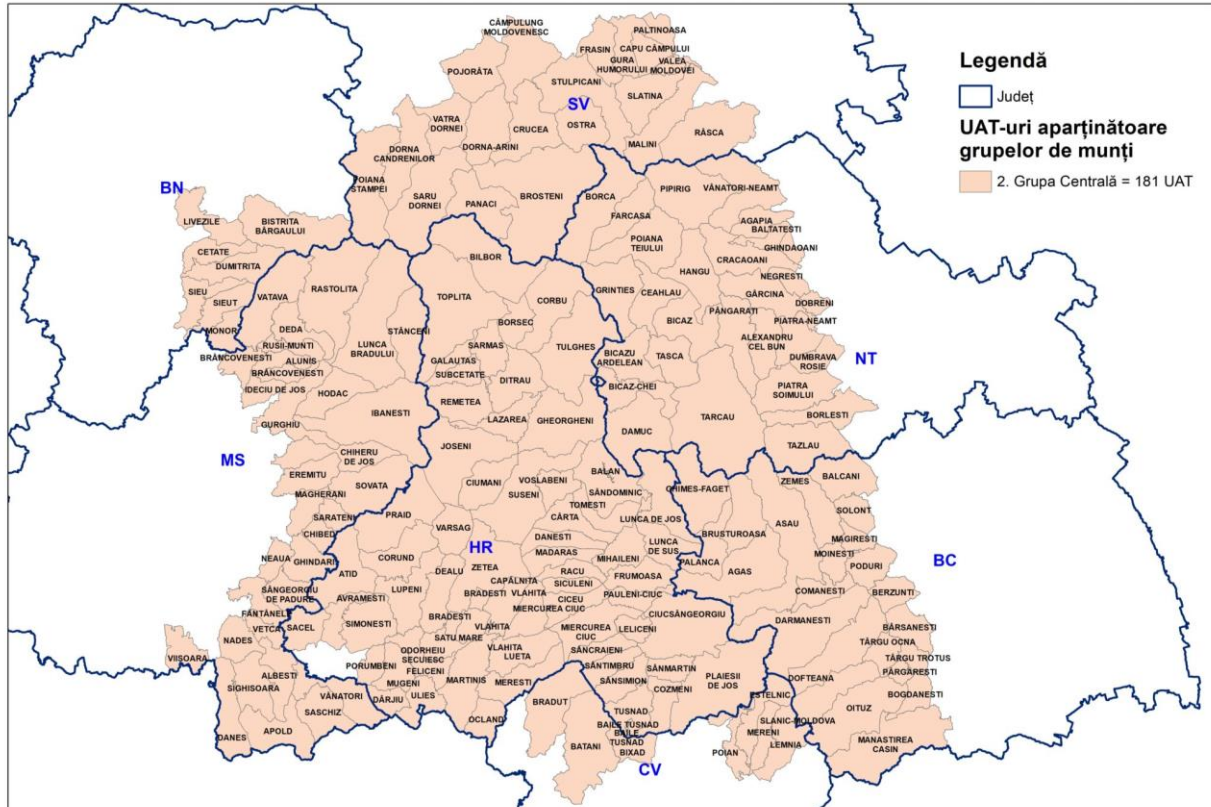 CÂMPULUNG
MOLDOVENESC
PALTINOASA
FRASIN
CAPU CÂMPULUI
GURA
HUMORULUI
VALEA
MOLDOVEI
POJORÂTA
STULPICANI
SLATINA
SV
VATRA
DORNEI
CRUCEA
OSTRA
RÂSCA
DORNA-ARINI
MALINI
DORNA
CANDRENILOR
POIANA
STAMPEI
SARU
DORNEI
PANACI
BROSTENI
Legendă
Județ
UAT-uri aparținătoare
grupelor de munți
2. Grupa Centrală = 181 UAT
BN
LIVEZILE
BISTRITA
BÂRGAULUI
CETATE
DUMITRITA
SIEU
SIEUT
MONOR
BORCA
PIPIRIG
VÂNATORI-NEAMT
FARCASA
AGAPIA
BALTATESTI
POIANA
TEIULUI
GHINDAOANI
CRACAOANI
HANGU
NEGRESTI
GRINTIES
CEAHLAU
GÂRCINA
DOBRENI
PÂNGARATI
BICAZ
PIATRA-NEAMT
ALEXANDRU
CEL BUN
BICAZU
ARDELEAN
TASCA
DUMBRAVA
ROSIE
NT
BICAZ-CHEI
PIATRA
SOIMULUI
TARCAU
BORLESTI
DAMUC
TAZLAU
VATAVA
RASTOLITA
DEDA
STÂNCENI
RUSII-MUNTI
LUNCA
BRADULUI
BRÂNCOVENESTI
ALUNIS
BRÂNCOVENESTI
IDECIU DE JOS
HODAC
IBANESTI
GURGHIU
MS
CHIHERU
DE JOS
EREMITU
SOVATA
MAGHERANI
SARATENI
CHIBED
NEAUA
GHINDARI
SÂNGEORGIU
DE PADURE
FÂNTÂNELE
VETCA
NADES
VIISOARA
ALBESTI
SIGHISOARA
VÂNATORI
SASCHIZ
APOLD
DANES
BILBOR
TOPLITA
CORBU
BORSEC
SARMAS
TULGHES
GALAUTAS
SUBCETATE
DITRAU
REMETEA
LAZAREA
GHEORGHENI
JOSENI
BALAN
VOSLABENI
CIUMANI
SUSENI
SÂNDOMINIC
TOMESTI
CÂRTA
LUNCA DE JOS
PRAID
VARSAG
DANESTI
LUNCA
DE SUS
HR
MADARAS
MIHAILENI
CORUND
ZETEA
DEALU
RACU
FRUMOASA
ATID
CAPÂLNITA
SICULENI
LUPENI
BRADESTI
VLAHITA
PAULENI-CIUC
CICEU
AVRAMESTI
MIERCUREA CIUC
CIUCSÂNGEORGIU
BRADESTI
SACEL
SIMONESTI
VLAHITA
MIERCUREA
CIUC
LELICENI
SATU MARE
ODORHEIU
SECUIESC
VLAHITA
SÂNCRAIENI
LUETA
PORUMBENI
FELICENI
SÂNTIMBRU
SÂNMARTIN
MUGENI
MARTINIS
MERESTI
SÂNSIMION
COZMENI
PLAIESII
DE JOS
DÂRJIU
ULIES
OCLAND
TUSNAD
BAILE TUSNAD
BAILE
TUSNAD
BIXAD
BRADUT
BATANI
CV
GHIMES-FAGET
ZEMES
BALCANI
SOLONT
BRUSTUROASA
ASAU
MAGIRESTI
MOINESTI
BC
PALANCA
AGAS
PODURI
COMANESTI
BERZUNTI
DARMANESTI
BÂRSANESTI
TÂRGU OCNA
TÂRGU TROTUS
PÂRGARESTI
DOFTEANA
BOGDANESTI
ESTELNIC
OITUZ
SLANIC-MOLDOVA
MERENI
MANASTIREA
CASIN
POIAN
LEMNIA